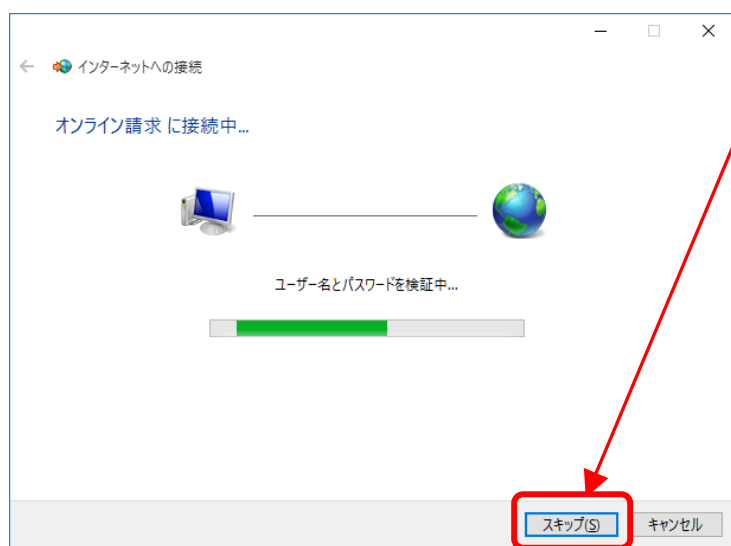 インターネットへの接続
オンライン請求 に接続中...
ユーザー名とパスワードを検証中...
スキップ(S)
キャンセル